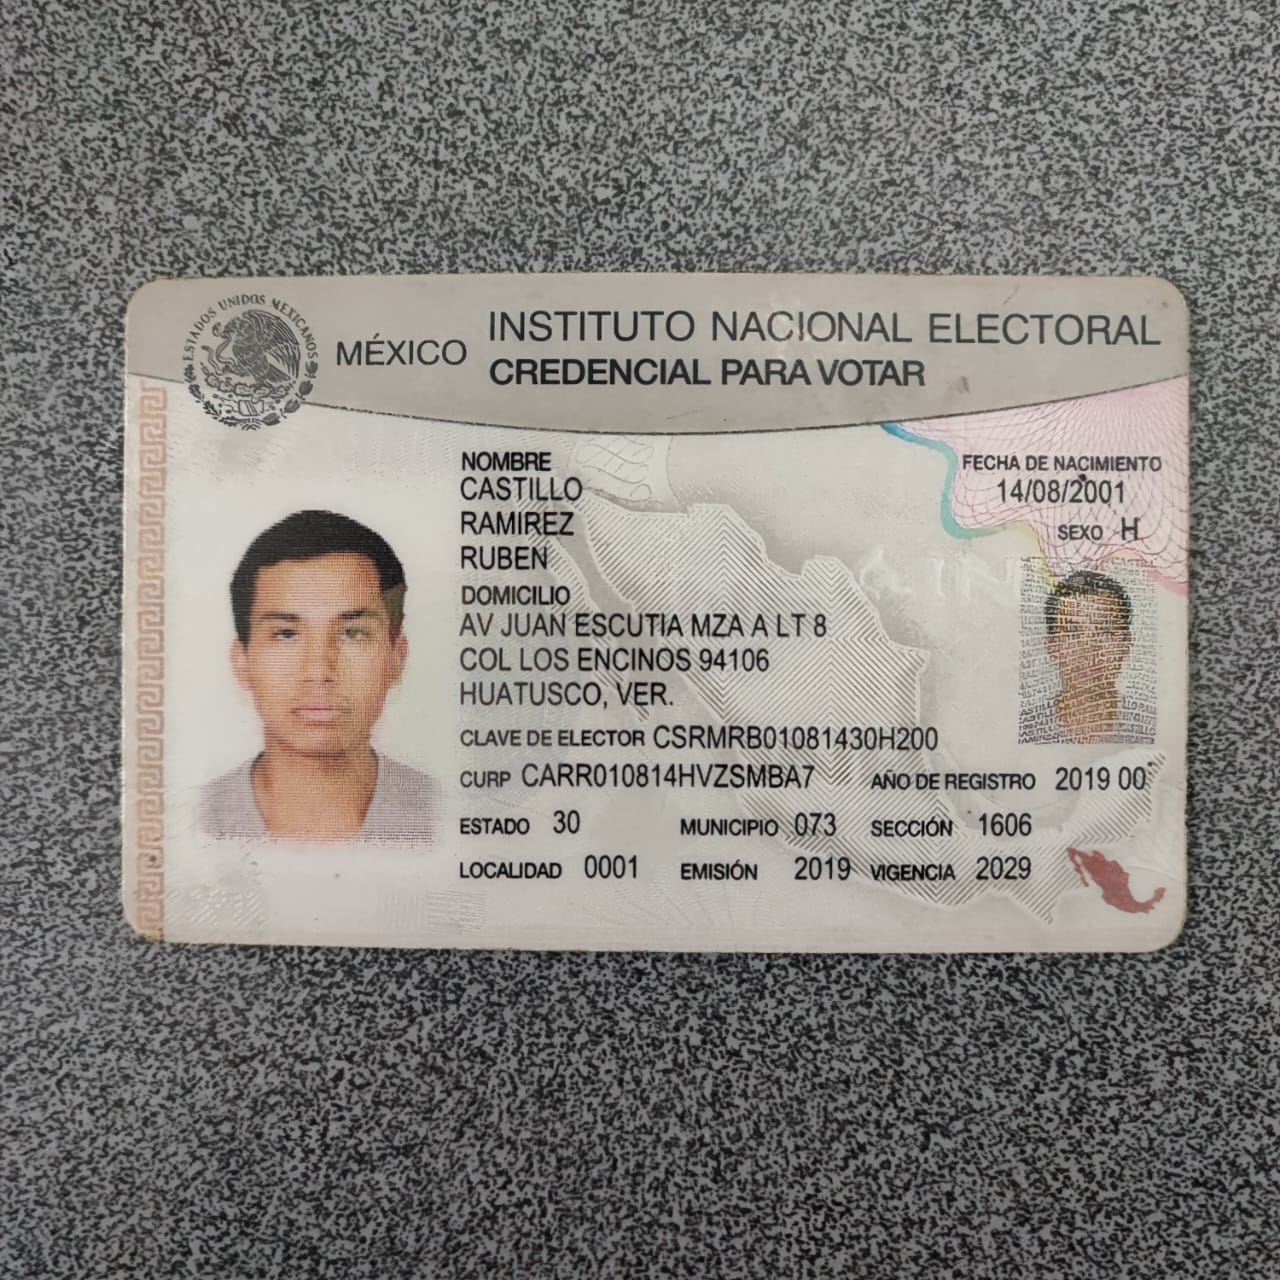 ESTADOS UNIDOS MEXICANOS
MÉXICO
INSTITUTO NACIONAL ELECTORAL
CREDENCIAL PARA VOTAR
NOMBRE
CASTILLO
RAMIREZ
RUBEN
FECHA DE NACIMIENTO
14/08/2001
SEXO H
DOMICILIO
AV JUAN ESCUTIA MZA A LT 8
COL LOS ENCINOS 94106
HUATUSCO, VER.
CLAVE DE ELECTOR CSRMRB01081430H200
CURP CARR010814HVZSMBA7 AÑO DE REGISTRO 2019 00
ESTADO 30 MUNICIPIO 073 SECCIÓN 1606
LOCALIDAD 0001 EMISIÓN 2019 VIGENCIA 2029